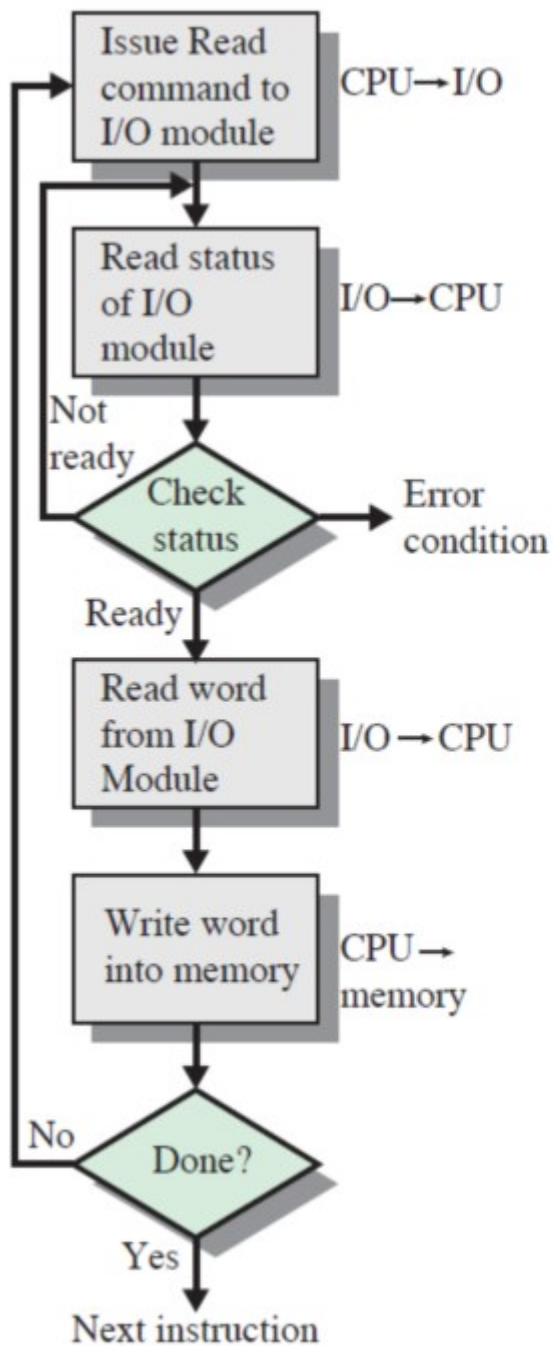 Issue Read
command to
I/O module
CPU→I/O
Read status
of I/O
module
I/O→CPU
Not
ready
Check
status
Error
condition
Ready
Read word
from I/O
Module
I/O → CPU
Write word
into memory
CPU →
memory
No
Done?
Yes
Next instruction